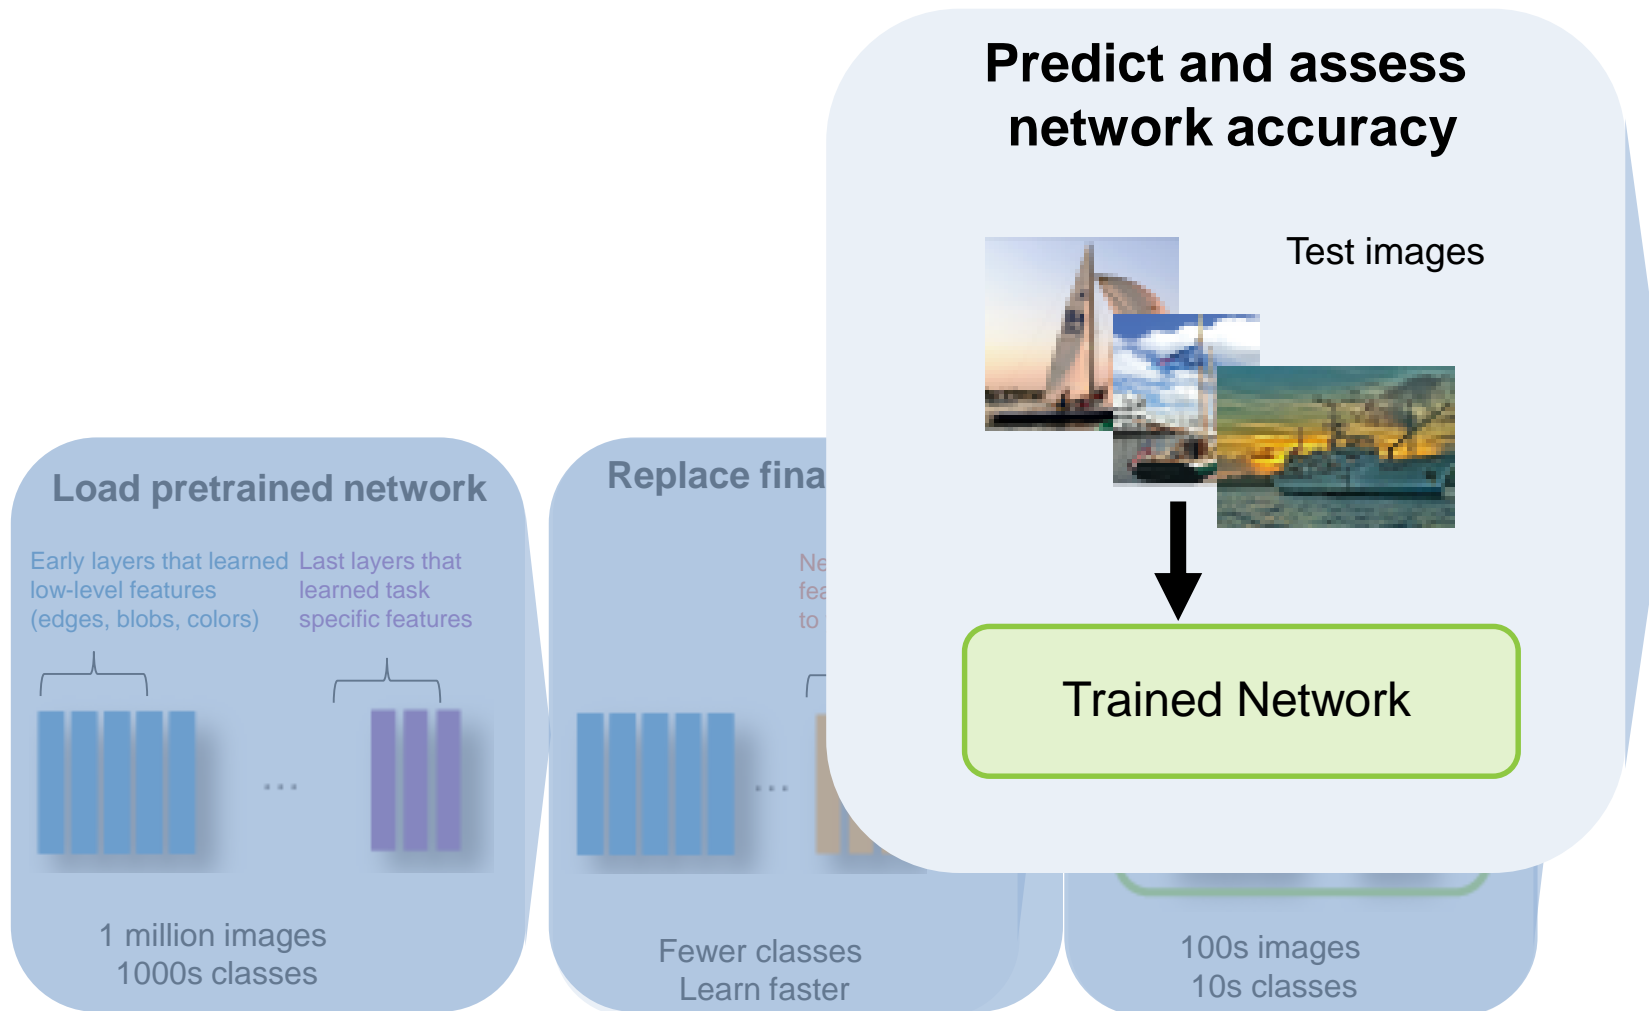 Predict and assess
network accuracy
Test images
Trained Network
Load pretrained network
Early layers that learned
low-level features
(edges, blobs, colors)
Last layers that
learned task
specific features
...
1 million images
1000s classes
Replace
to
...
Fewer classes
Learn faster
100s images
10s classes